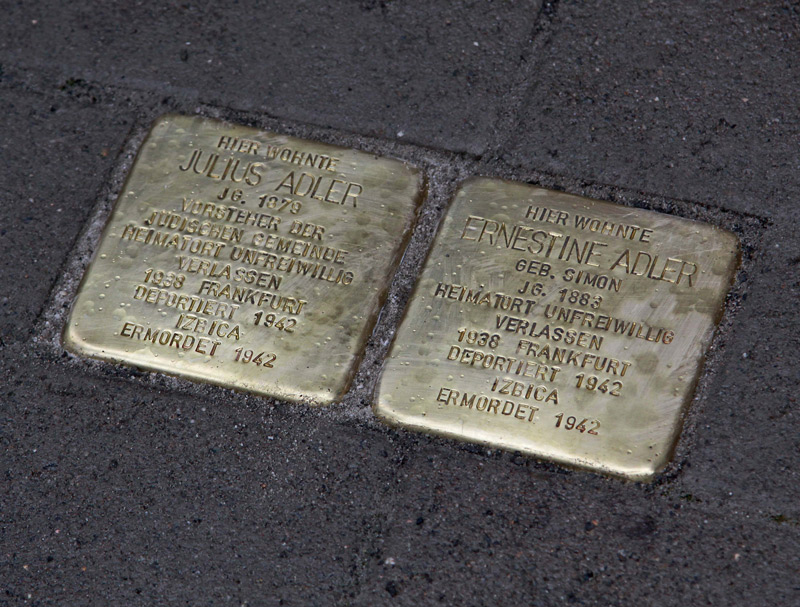 HIER WOHNTE
JULIUS ADLER
JG. 1879
VORSTEHER DER
JÜDISCHEN GEMEINDE
HEIMATORT UNFREIWILLIG
VERLASSEN
1938 FRANKFURT
DEPORTIERT 1942
IZBICA
ERMORDET 1942
HIER WOHNTE
ERNESTINE ADLER
GEB. SIMON
JG. 1883
HEIMATORT UNFREIWILLIG
VERLASSEN
1938 FRANKFURT
DEPORTIERT 1942
IZBICA
ERMORDET 1942